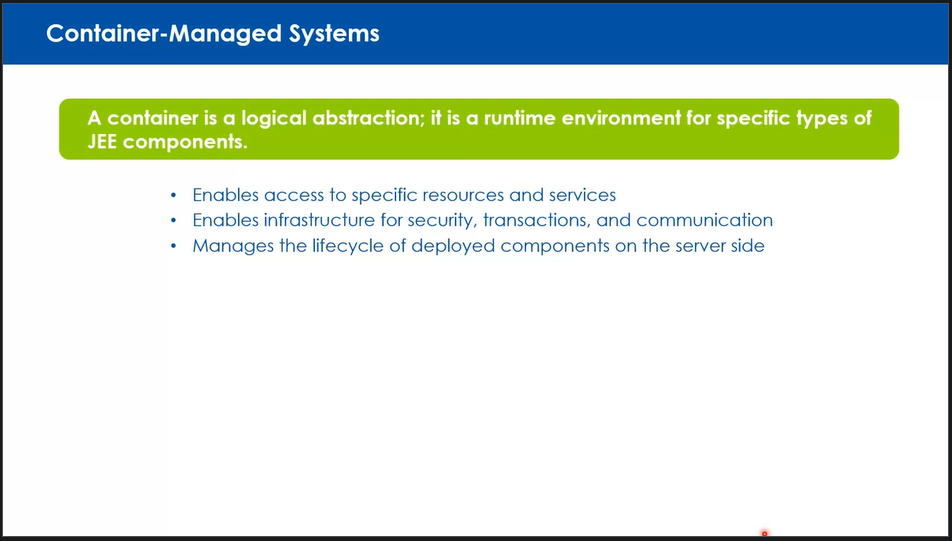 Container-Managed Systems
A container is a logical abstraction; it is a runtime environment for specific types of
JEE components.
• Enables access to specific resources and services
• Enables infrastructure for security, transactions, and communication
• Manages the lifecycle of deployed components on the server side